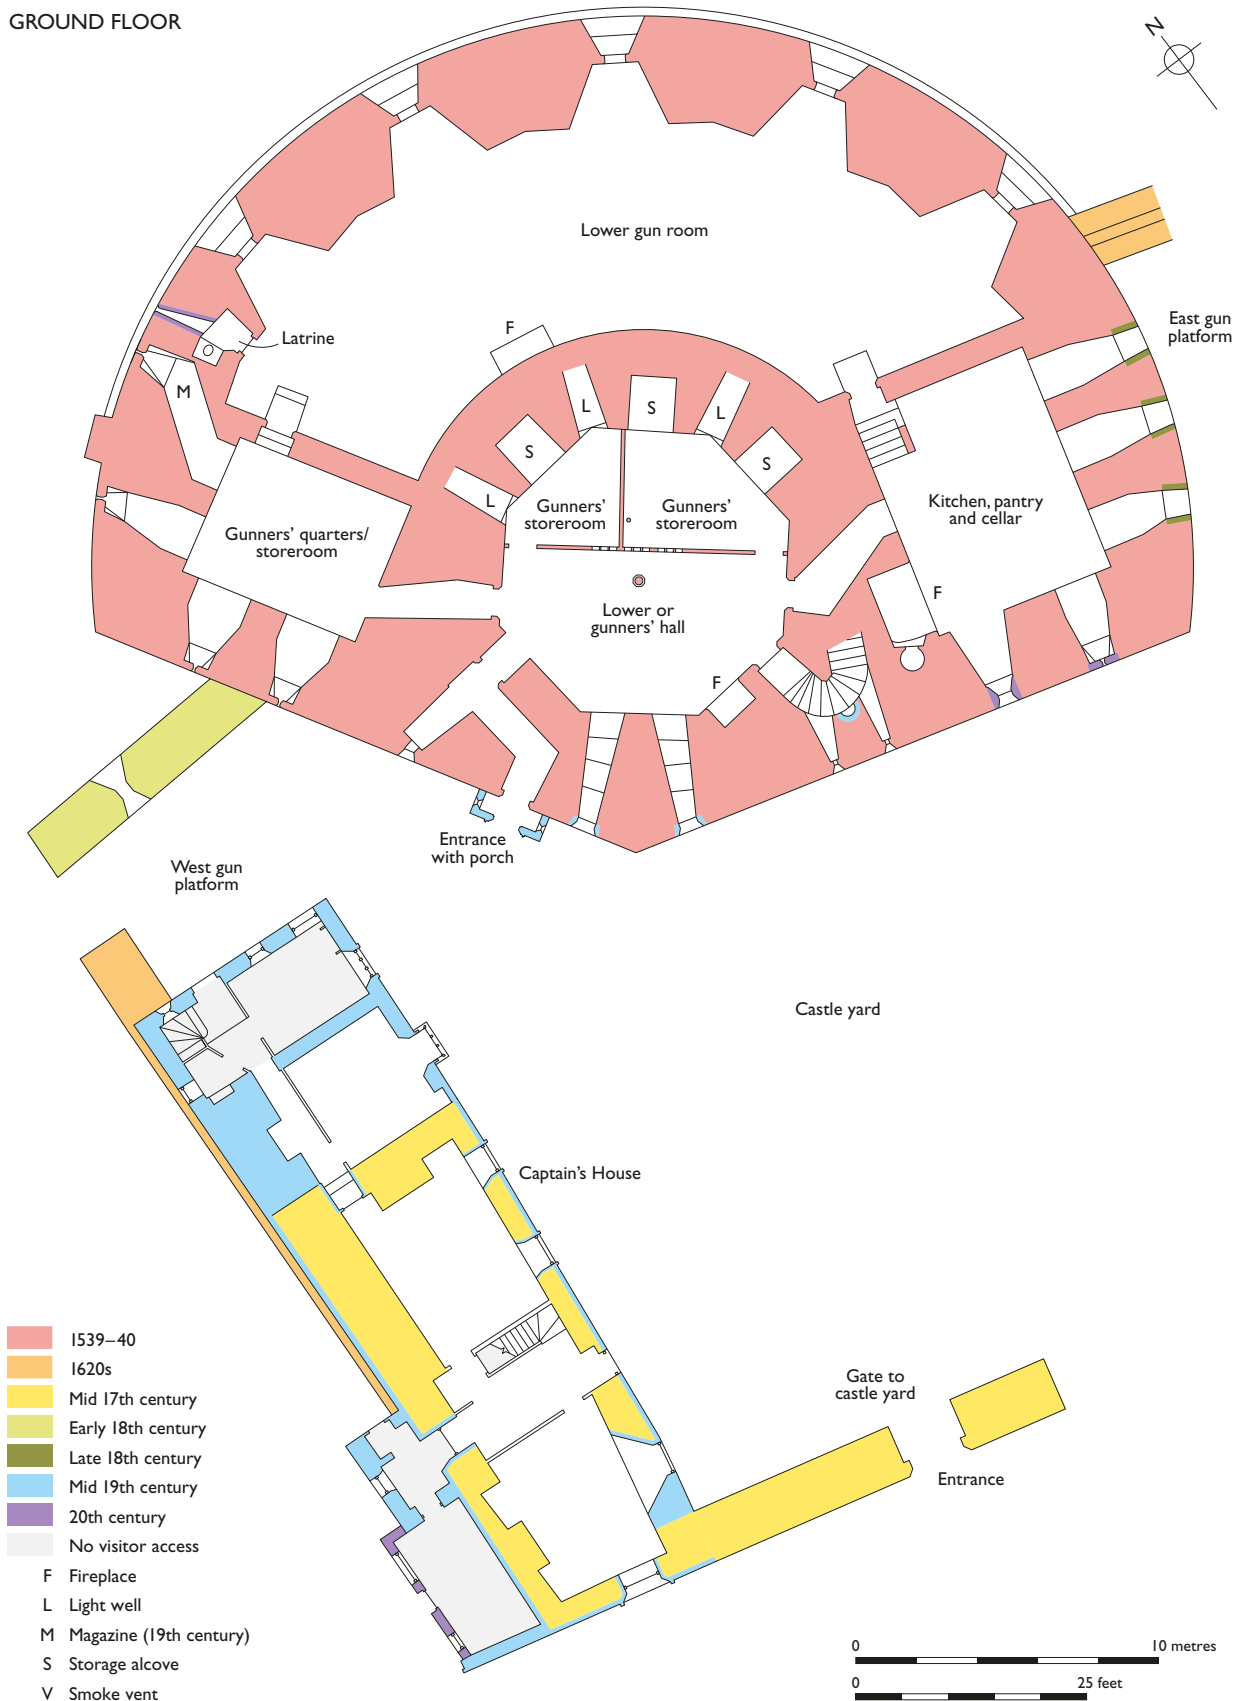 GROUND FLOOR
N
Lower gun room
East gun
platform
F
Latrine
M
L
S
L
S
S
L
Gunners'
storeroom
Gunners'
storeroom
Kitchen, pantry
and cellar
Gunners' quarters/
storeroom
F
Lower or
gunners' hall
F
Entrance
with porch
West gun
platform
Castle yard
Captain's House
Gate to
castle yard
Entrance
1539–40
1620s
Mid 17th century
Early 18th century
Late 18th century
Mid 19th century
20th century
No visitor access
F Fireplace
L Light well
M Magazine (19th century)
S Storage alcove
V Smoke vent
0 10 metres
0 25 feet